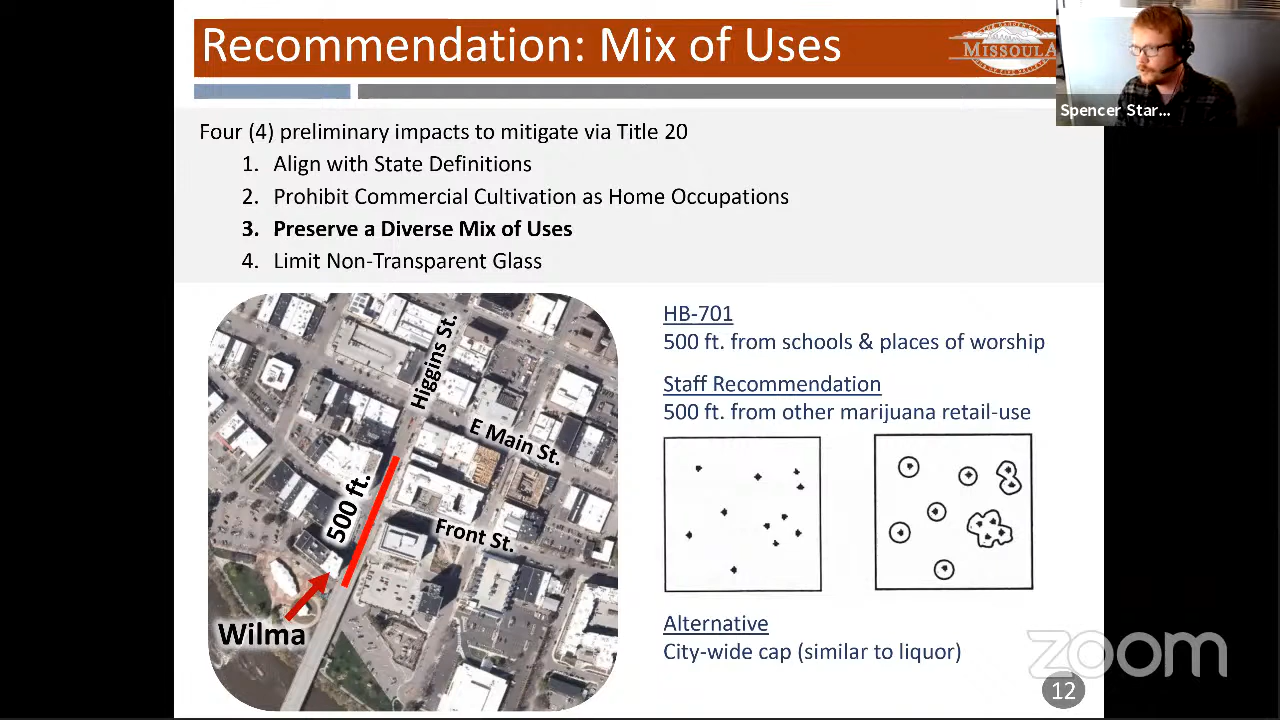 Recommendation: Mix of Uses
MISSOULA
Spencer Star...
Four (4) preliminary impacts to mitigate via Title 20
1. Align with State Definitions
2. Prohibit Commercial Cultivation as Home Occupations
3. Preserve a Diverse Mix of Uses
4. Limit Non-Transparent Glass
Higgins St.
E Main St.
500 ft.
Front St.
Wilma
HB-701
500 ft. from schools & places of worship
Staff Recommendation
500 ft. from other marijuana retail-use
Alternative
City-wide cap (similar to liquor)
zoom
12